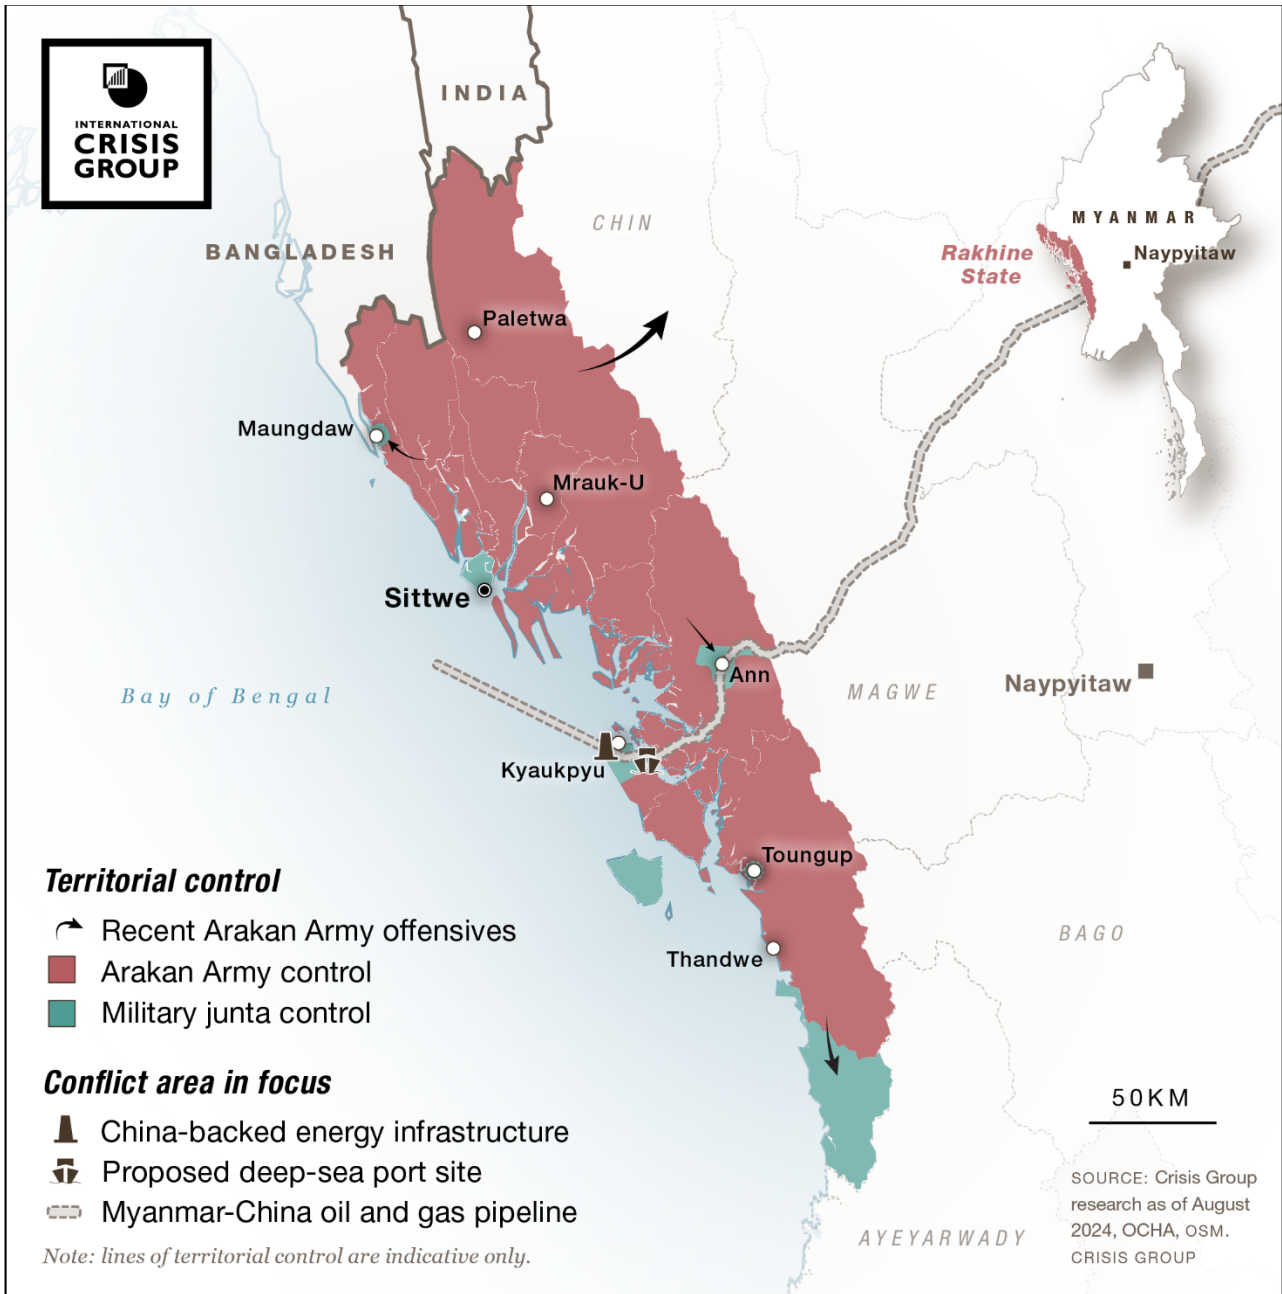 INTERNATIONAL
CRISIS
GROUP
INDIA
CHIN
BANGLADESH
MYANMAR
Rakhine
State
Naypyitaw
Paletwa
Maungdaw
Mrauk-U
Sittwe
Ann
Bay of Bengal
MAGWE
Naypyitaw
Kyaukpyu
Toungup
BAGO
Thandwe
Territorial control
Recent Arakan Army offensives
Arakan Army control
Military junta control
Conflict area in focus
China-backed energy infrastructure
Proposed deep-sea port site
Myanmar-China oil and gas pipeline
Note: lines of territorial control are indicative only.
50KM
AYEYARWADY
SOURCE: Crisis Group
research as of August
2024, OCHA, OSM.
CRISIS GROUP